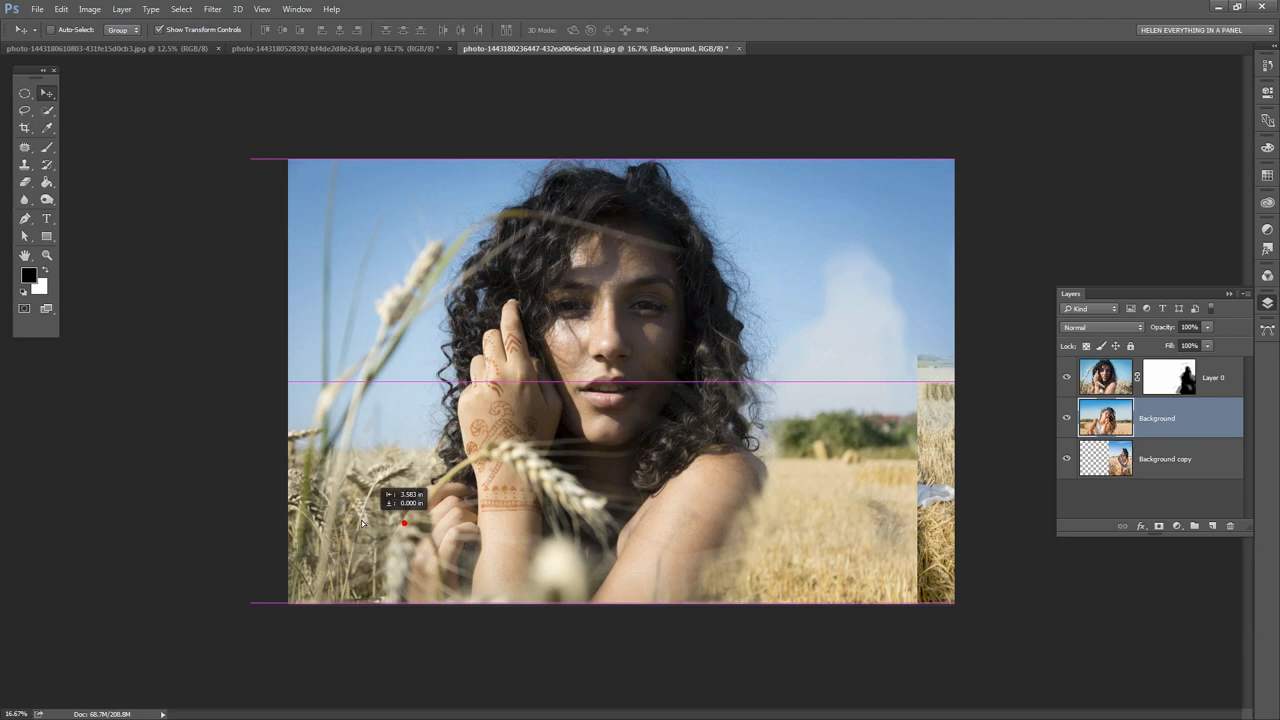 Ps File Edit Image Layer Type Select Filter 3D View Window Help
Auto-Select: Group Show Transform Controls 3D Mode: HELEN EVERYTHING IN A PANEL
photo-1443180610803-431fe15d0cb3.jpg @ 12.5% (RGB/8) photo-1443180528392-bf4de2d8e2c8.jpg @ 16.7% (RGB/8) * photo-1443180236447-432ea00e6ead (1).jpg @ 16.7% (Background, RGB/8) *
Layers
Kind
Normal Opacity: 100%
Lock: Fill: 100%
Layer 0
Background
Background copy
3.583 in
0.000 in
16.67% Doc: 68.7M/208.8M